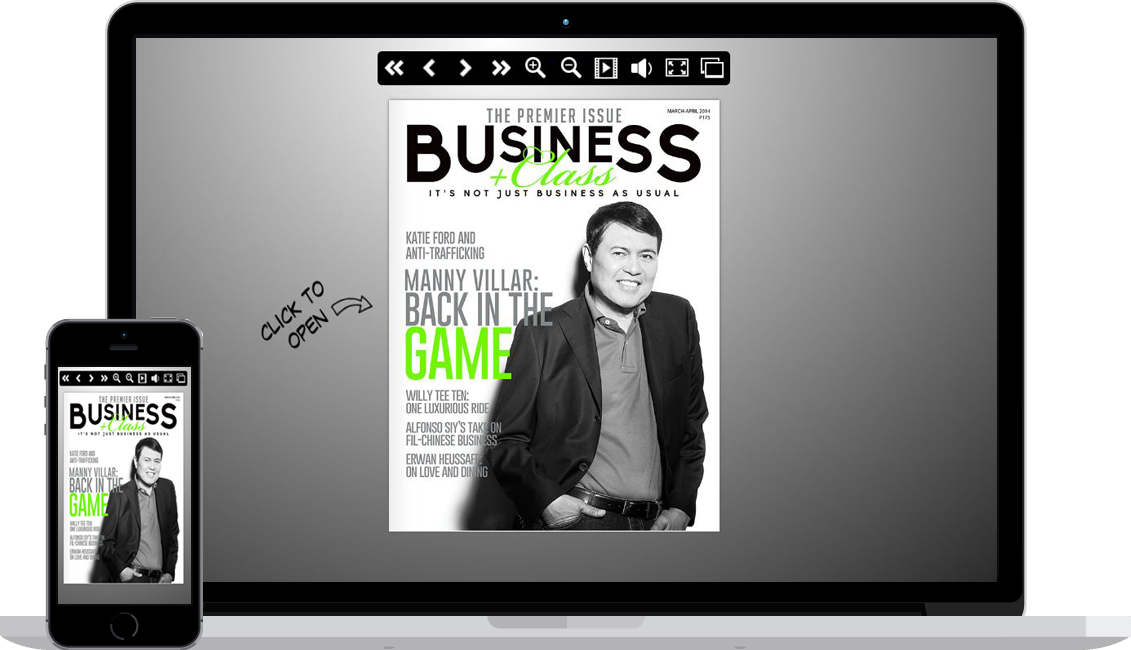 THE PREMIER ISSUE
MARCH-APRIL 2014
P175
BUSINESS
+Class
IT'S NOT JUST BUSINESS AS USUAL
KATIE FORD AND
ANTI-TRAFFICKING
MANNY VILLAR:
BACK IN THE
GAME
WILLY TEE TEN:
ONE LUXURIOUS RIDE
ALFONSO SIY'S TAKE ON
FIL-CHINESE BUSINESS
ERWAN HEUSSAFF
ON LOVE AND DINING
CLICK TO
OPEN
THE PREMIER ISSUE
BUSINESS
+Class
IT'S NOT JUST BUSINESS AS USUAL
KATIE FORD AND
ANTI-TRAFFICKING
MANNY VILLAR:
BACK IN THE
GAME
WILLY TEE TEN:
ONE LUXURIOUS RIDE
ALFONSO SIY'S TAKE ON
FIL-CHINESE BUSINESS
ERWAN HEUSSAFF
ON LOVE AND DINING